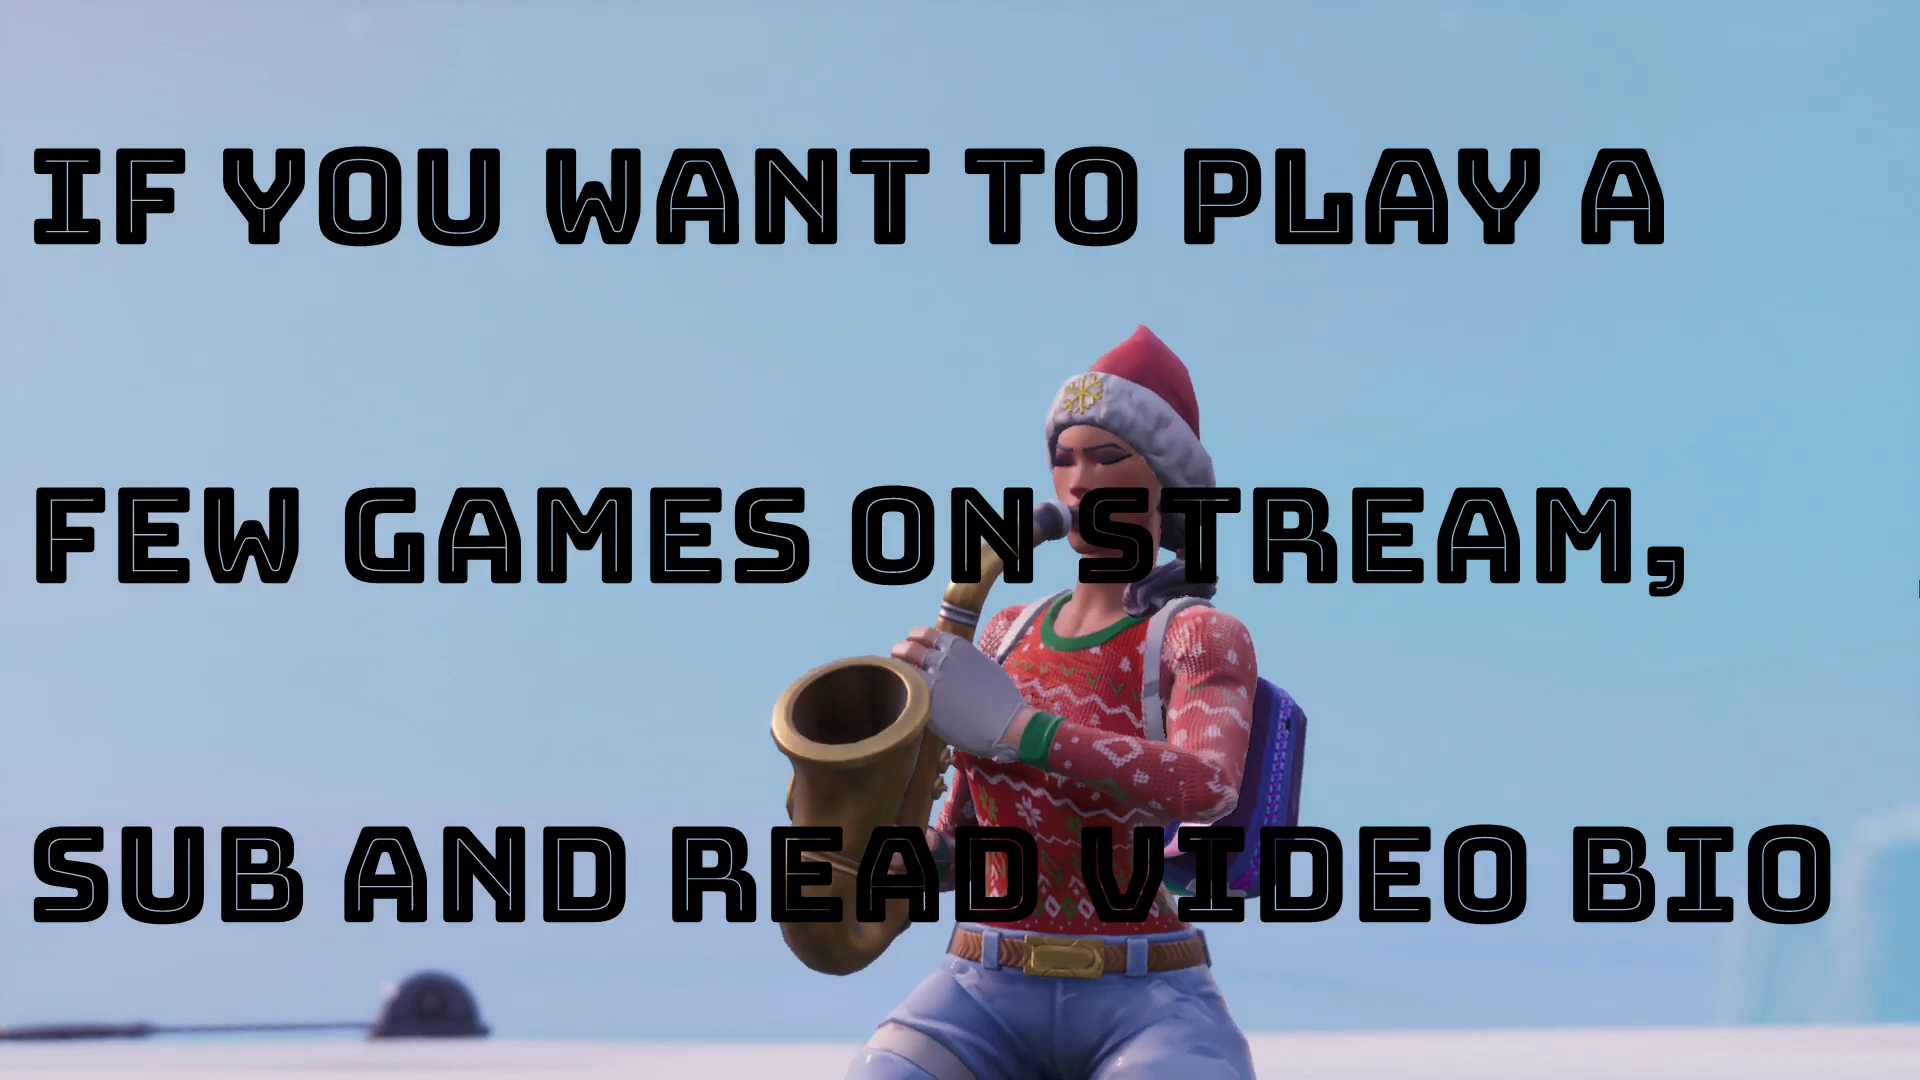 IF YOU WANT TO PLAY A
FEW GAMES ON STREAM,
SUB AND READ VIDEO BIO